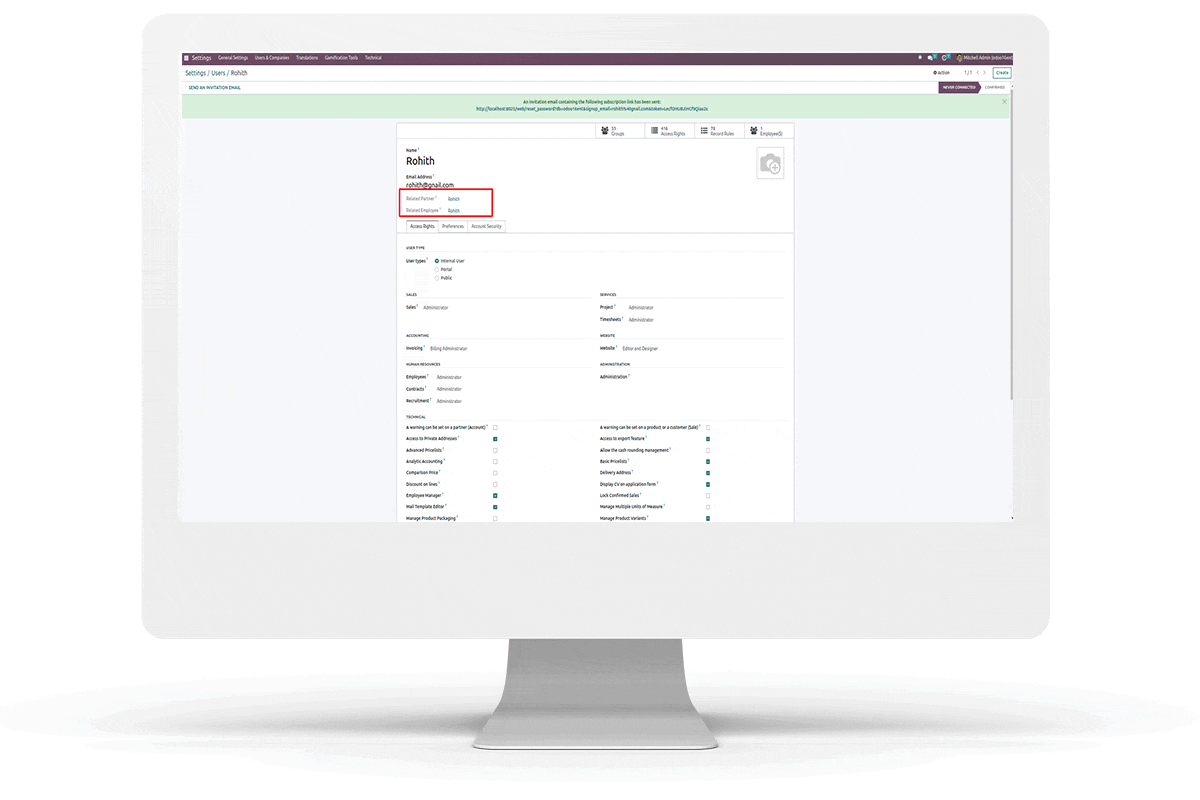 Settings General Settings Users & Companies Translations Gamification Tools Technical
Settings / Users / Rohith Action 1 / 1 Create
SEND AN INVITATION EMAIL NEVER CONNECTED CONFIRMED
An invitation email containing the following subscription link has been sent:
33 Groups 416 Access Rights 78 Record Rules 1 Employee(s)
Name ?
Rohith
Email Address ?
rohith@gnail.com
Related Partner ? Rohith
Related Employee ? Rohith
Access Rights Preferences Account Security
USER TYPE
User types ? Internal User
Portal
Public
SALES SERVICES
Sales ? Administrator Project ? Administrator
Timesheets ? Administrator
ACCOUNTING WEBSITE
Invoicing ? Billing Administrator Website ? Editor and Designer
HUMAN RESOURCES ADMINISTRATION
Employees ? Administrator Administration ?
Contracts ? Administrator
Recruitment ? Administrator
TECHNICAL
A warning can be set on a partner (Account) ? A warning can be set on a product or a customer (Sale) ?
Access to Private Addresses ? Access to export feature ?
Advanced Pricelists ? Allow the cash rounding management ?
Analytic Accounting ? Basic Pricelists ?
Comparison Price ? Delivery Address ?
Discount on lines ? Display CV on application form ?
Employee Manager ? Lock Confirmed Sales ?
Mail Template Editor ? Manage Multiple Units of Measure ?
Manage Product Packaging ? Manage Product Variants ?